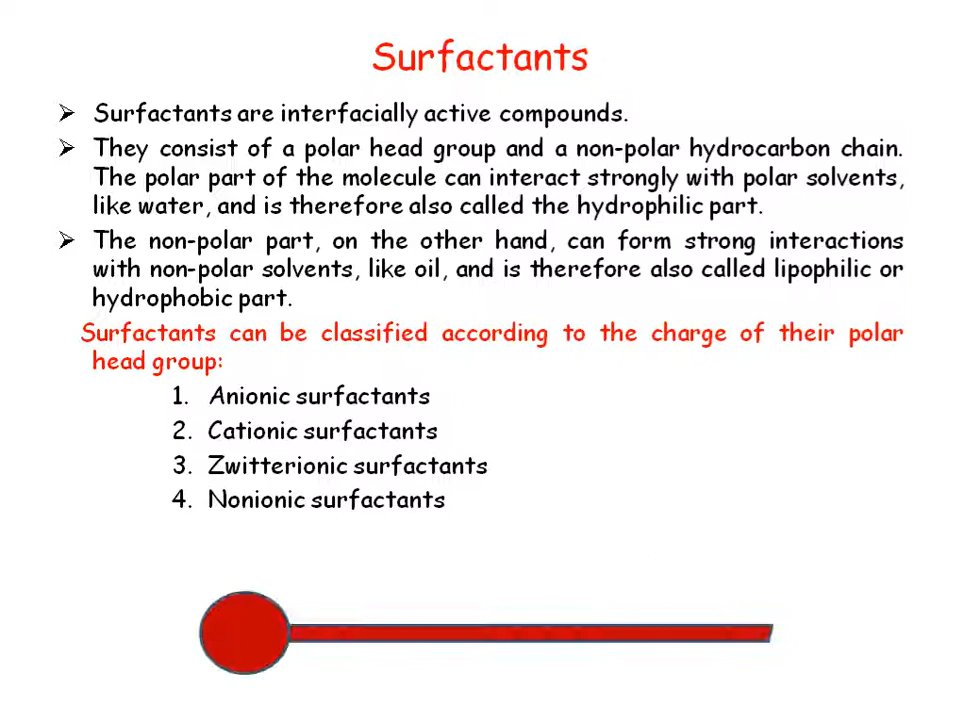 Surfactants
➢ Surfactants are interfacially active compounds.
➢ They consist of a polar head group and a non-polar hydrocarbon chain.
The polar part of the molecule can interact strongly with polar solvents,
like water, and is therefore also called the hydrophilic part.
➢ The non-polar part, on the other hand, can form strong interactions
with non-polar solvents, like oil, and is therefore also called lipophilic or
hydrophobic part.
Surfactants can be classified according to the charge of their polar
head group:
1. Anionic surfactants
2. Cationic surfactants
3. Zwitterionic surfactants
4. Nonionic surfactants